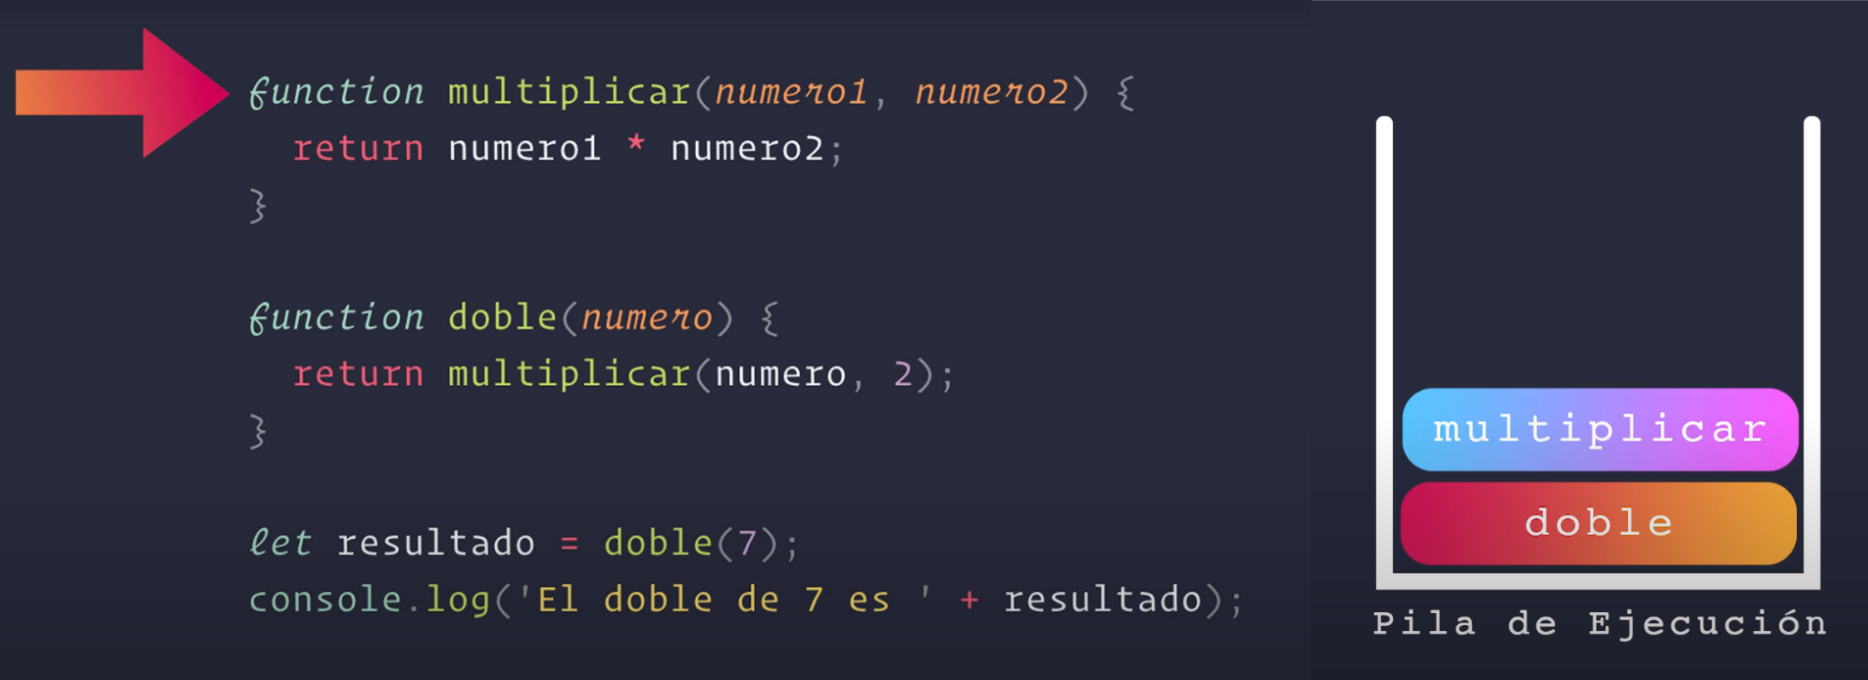 function multiplicar(numero1, numero2) {
  return numero1 * numero2;
}
function doble(numero) {
  return multiplicar(numero, 2);
}
let resultado = doble(7);
console.log('El doble de 7 es ' + resultado);
multiplicar
doble
Pila de Ejecución